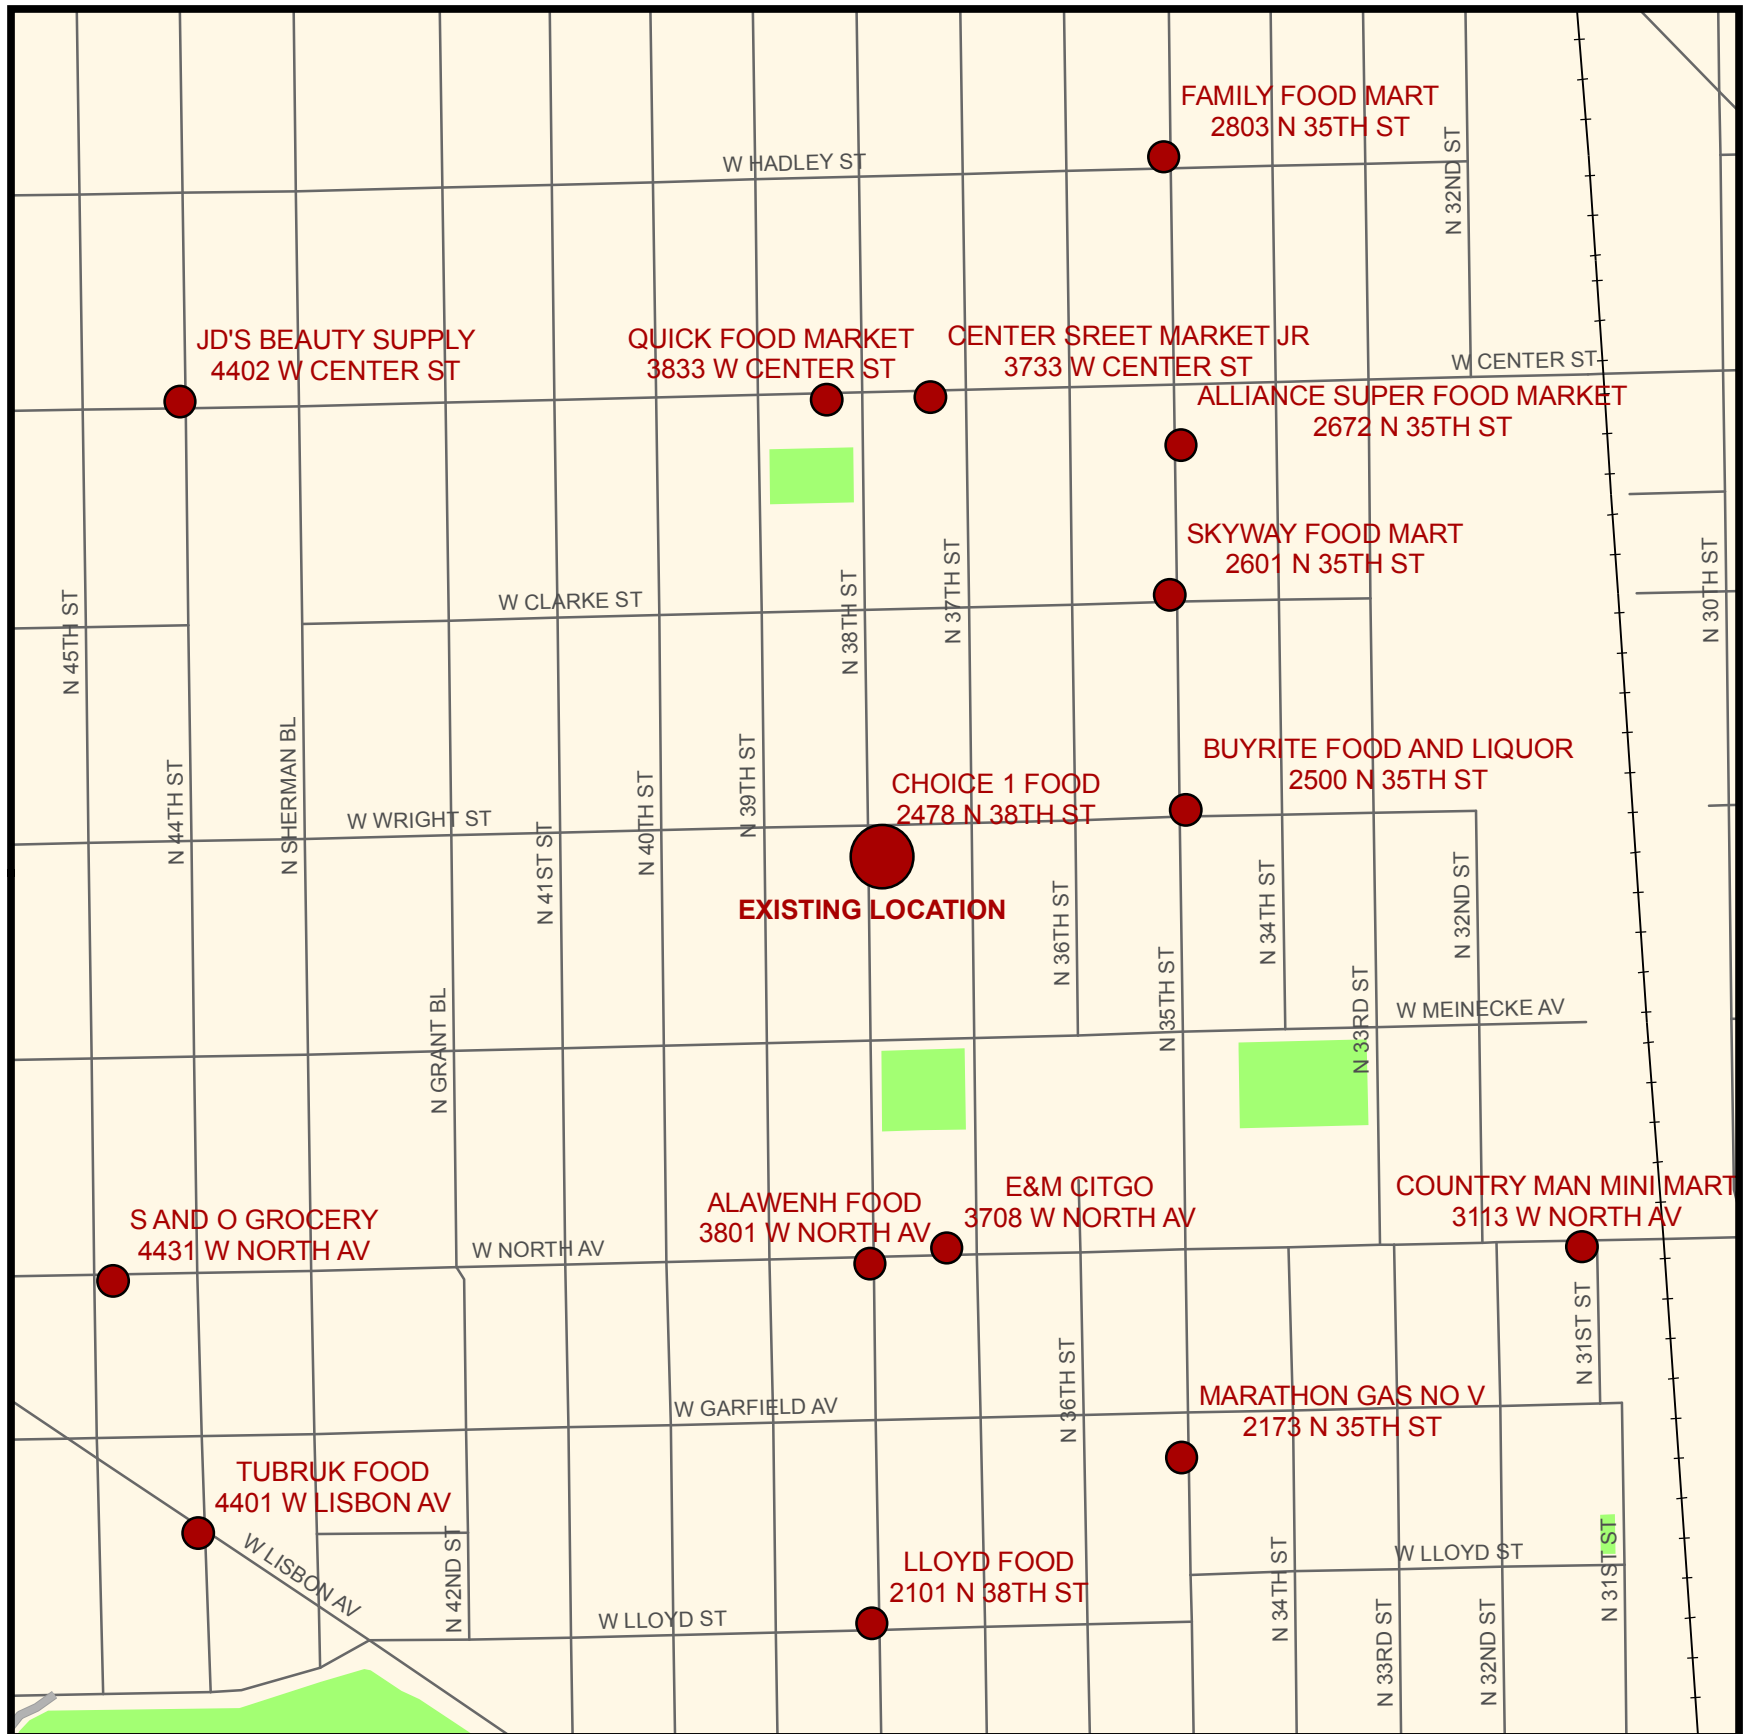 FAMILY FOOD MART
2803 N 35TH ST
W HADLEY ST
N 32ND ST
JD'S BEAUTY SUPPLY
4402 W CENTER ST
QUICK FOOD MARKET
3833 W CENTER ST
CENTER SREET MARKET JR
3733 W CENTER ST
W CENTER ST
ALLIANCE SUPER FOOD MARKET
2672 N 35TH ST
SKYWAY FOOD MART
2601 N 35TH ST
W CLARKE ST
N 45TH ST
N 38TH ST
N 37TH ST
N 30TH ST
N 44TH ST
N SHERMAN BL
W WRIGHT ST
N 41ST ST
N 40TH ST
N 39TH ST
CHOICE 1 FOOD
2478 N 38TH ST
EXISTING LOCATION
BUYRITE FOOD AND LIQUOR
2500 N 35TH ST
N 36TH ST
N 35TH ST
N 34TH ST
N 33RD ST
N 32ND ST
W MEINECKE AV
N GRANT BL
S AND O GROCERY
4431 W NORTH AV
W NORTH AV
ALAWENH FOOD
3801 W NORTH AV
E&M CITGO
3708 W NORTH AV
COUNTRY MAN MINI MART
3113 W NORTH AV
N 31ST ST
N 36TH ST
W GARFIELD AV
MARATHON GAS NO V
2173 N 35TH ST
TUBRUK FOOD
4401 W LISBON AV
W LISBON AV
N 42ND ST
W LLOYD ST
LLOYD FOOD
2101 N 38TH ST
W LLOYD ST
N 34TH ST
N 33RD ST
N 32ND ST
N 31ST ST